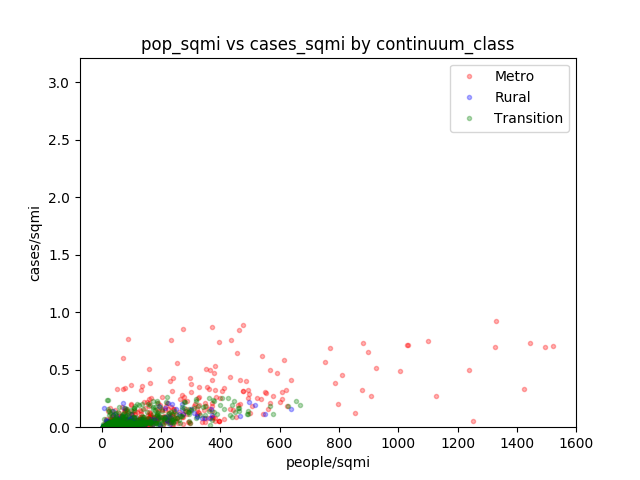 pop_sqmi vs cases_sqmi by continuum_class
Metro
Rural
Transition
3.0
2.5
2.0
1.5
1.0
0.5
0.0
cases/sqmi
0 200 400 600 800 1000 1200 1400 1600
people/sqmi